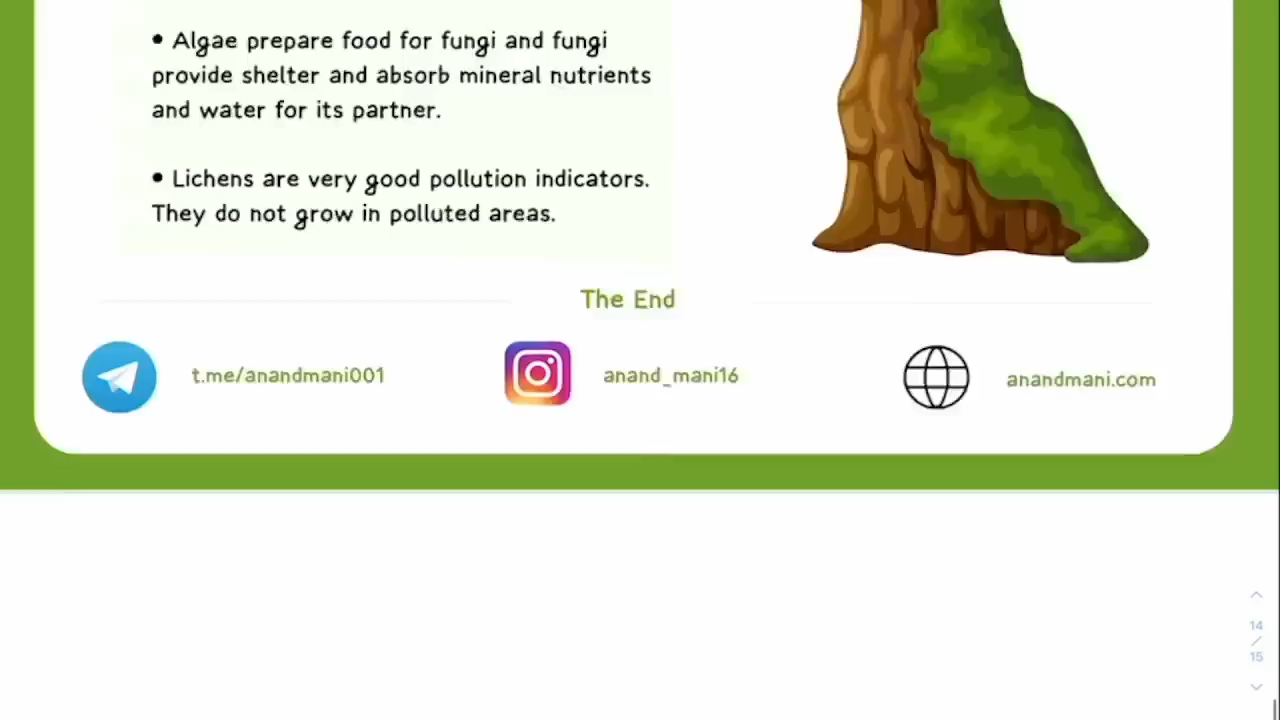 • Algae prepare food for fungi and fungi
provide shelter and absorb mineral nutrients
and water for its partner.
• Lichens are very good pollution indicators.
They do not grow in polluted areas.
The End
t.me/anandmani001
anand_mani16
anandmani.com
14
/
15